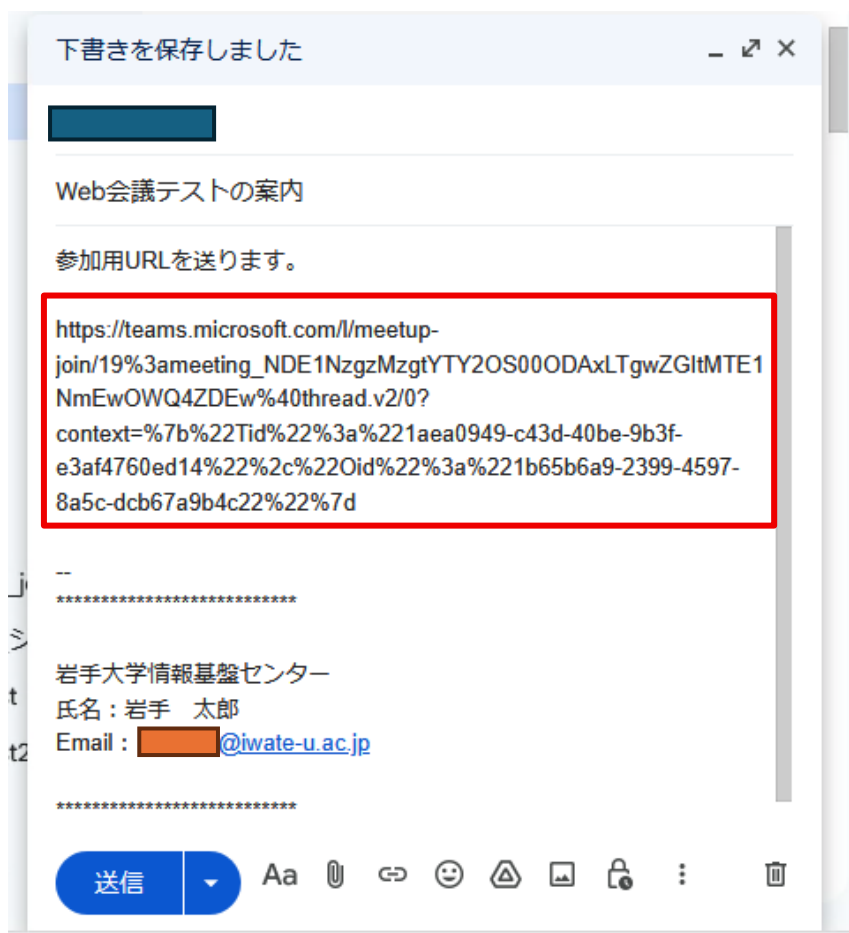 下書きを保存しました
Web会議テストの案内
参加用URLを送ります。
https://teams.microsoft.com/l/meetup-
join/19%3ameeting_NDE1NzgzMzgtYTY2OS00ODAxLTgwZGItMTE1
NmEwOWQ4ZDEw%40thread.v2/0?
context=%7b%22Tid%22%3a%221aea0949-c43d-40be-9b3f-
e3af4760ed14%22%2c%22Oid%22%3a%221b65b6a9-2399-4597-
8a5c-dcb67a9b4c22%22%7d
--
***************************
岩手大学情報基盤センター
氏名：岩手　太郎
Email： @iwate-u.ac.jp
***************************
送信
Aa